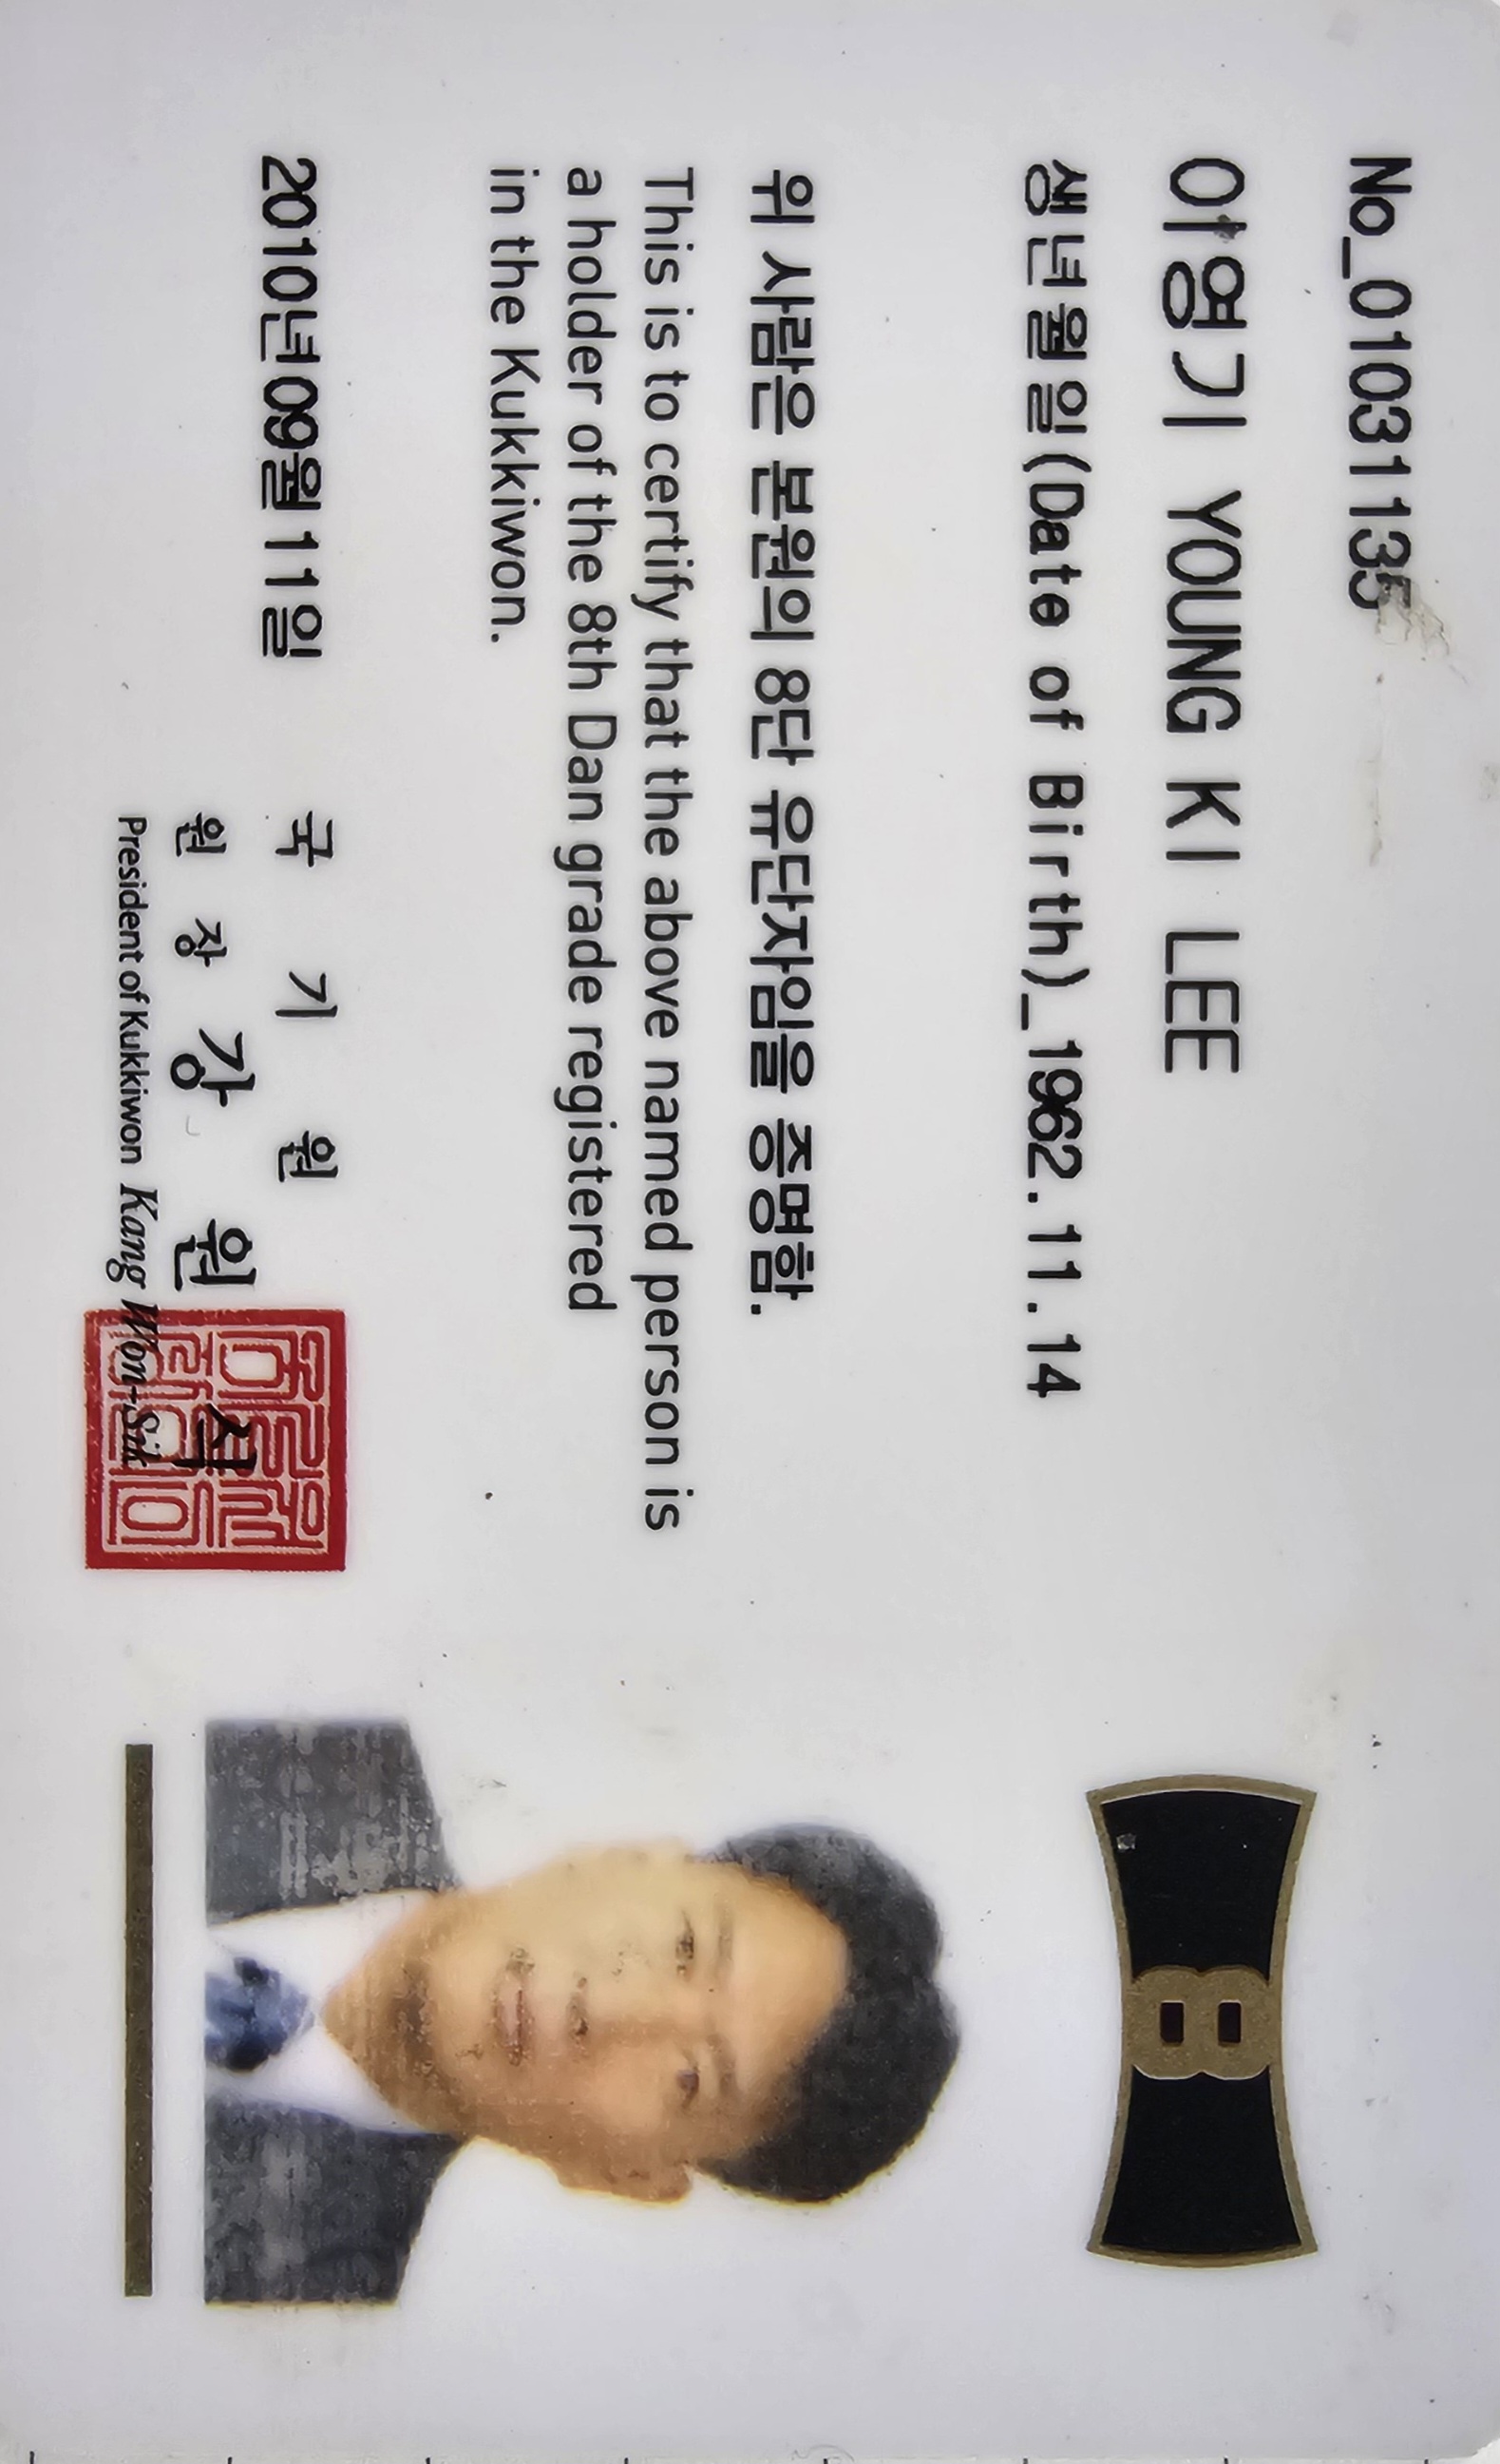 No_01031135
이영기 YOUNG KI LEE
생년월일(Date of Birth)_1962.11.14
위 사람은 본원의 8단 유단자임을 증명함.
This is to certify that the above named person is
a holder of the 8th Dan grade registered
in the Kukkiwon.
2010년09월11일
국 기 원
원 장 강 원 식
President of Kukkiwon Kang Won-Sik
8